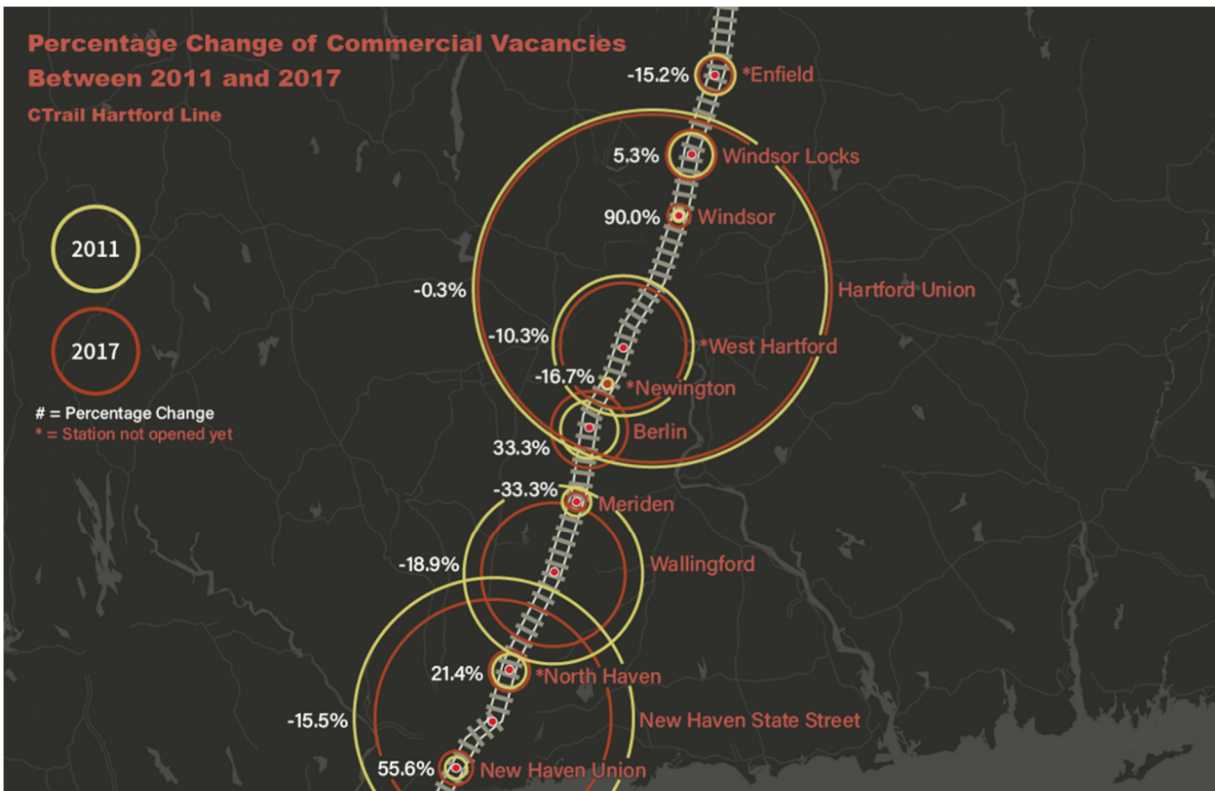 Percentage Change of Commercial Vacancies
Between 2011 and 2017
CTrail Hartford Line
-15.2% *Enfield
5.3% Windsor Locks
90.0% Windsor
2011
-0.3% Hartford Union
-10.3% *West Hartford
2017
-16.7% *Newington
# = Percentage Change
* = Station not opened yet
Berlin
33.3%
-33.3% Meriden
-18.9% Wallingford
21.4% *North Haven
-15.5% New Haven State Street
55.6% New Haven Union